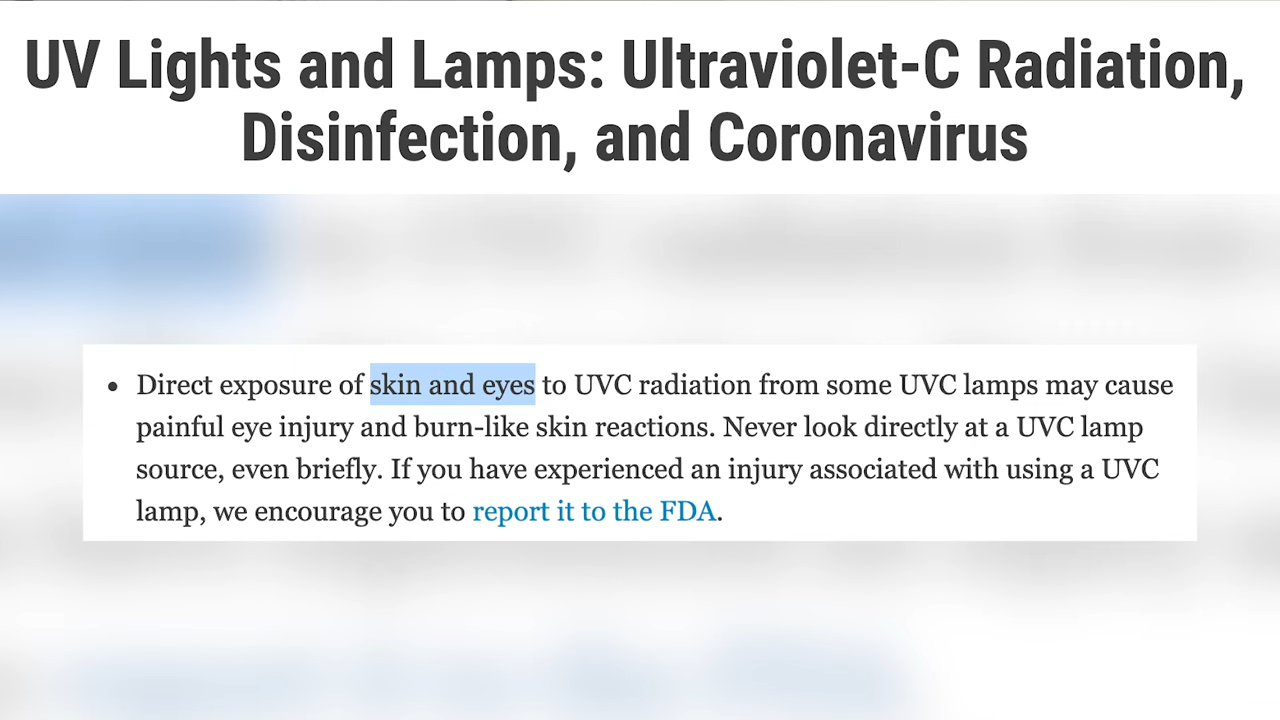 UV Lights and Lamps: Ultraviolet-C Radiation,
Disinfection, and Coronavirus
• Direct exposure of skin and eyes to UVC radiation from some UVC lamps may cause
painful eye injury and burn-like skin reactions. Never look directly at a UVC lamp
source, even briefly. If you have experienced an injury associated with using a UVC
lamp, we encourage you to report it to the FDA.